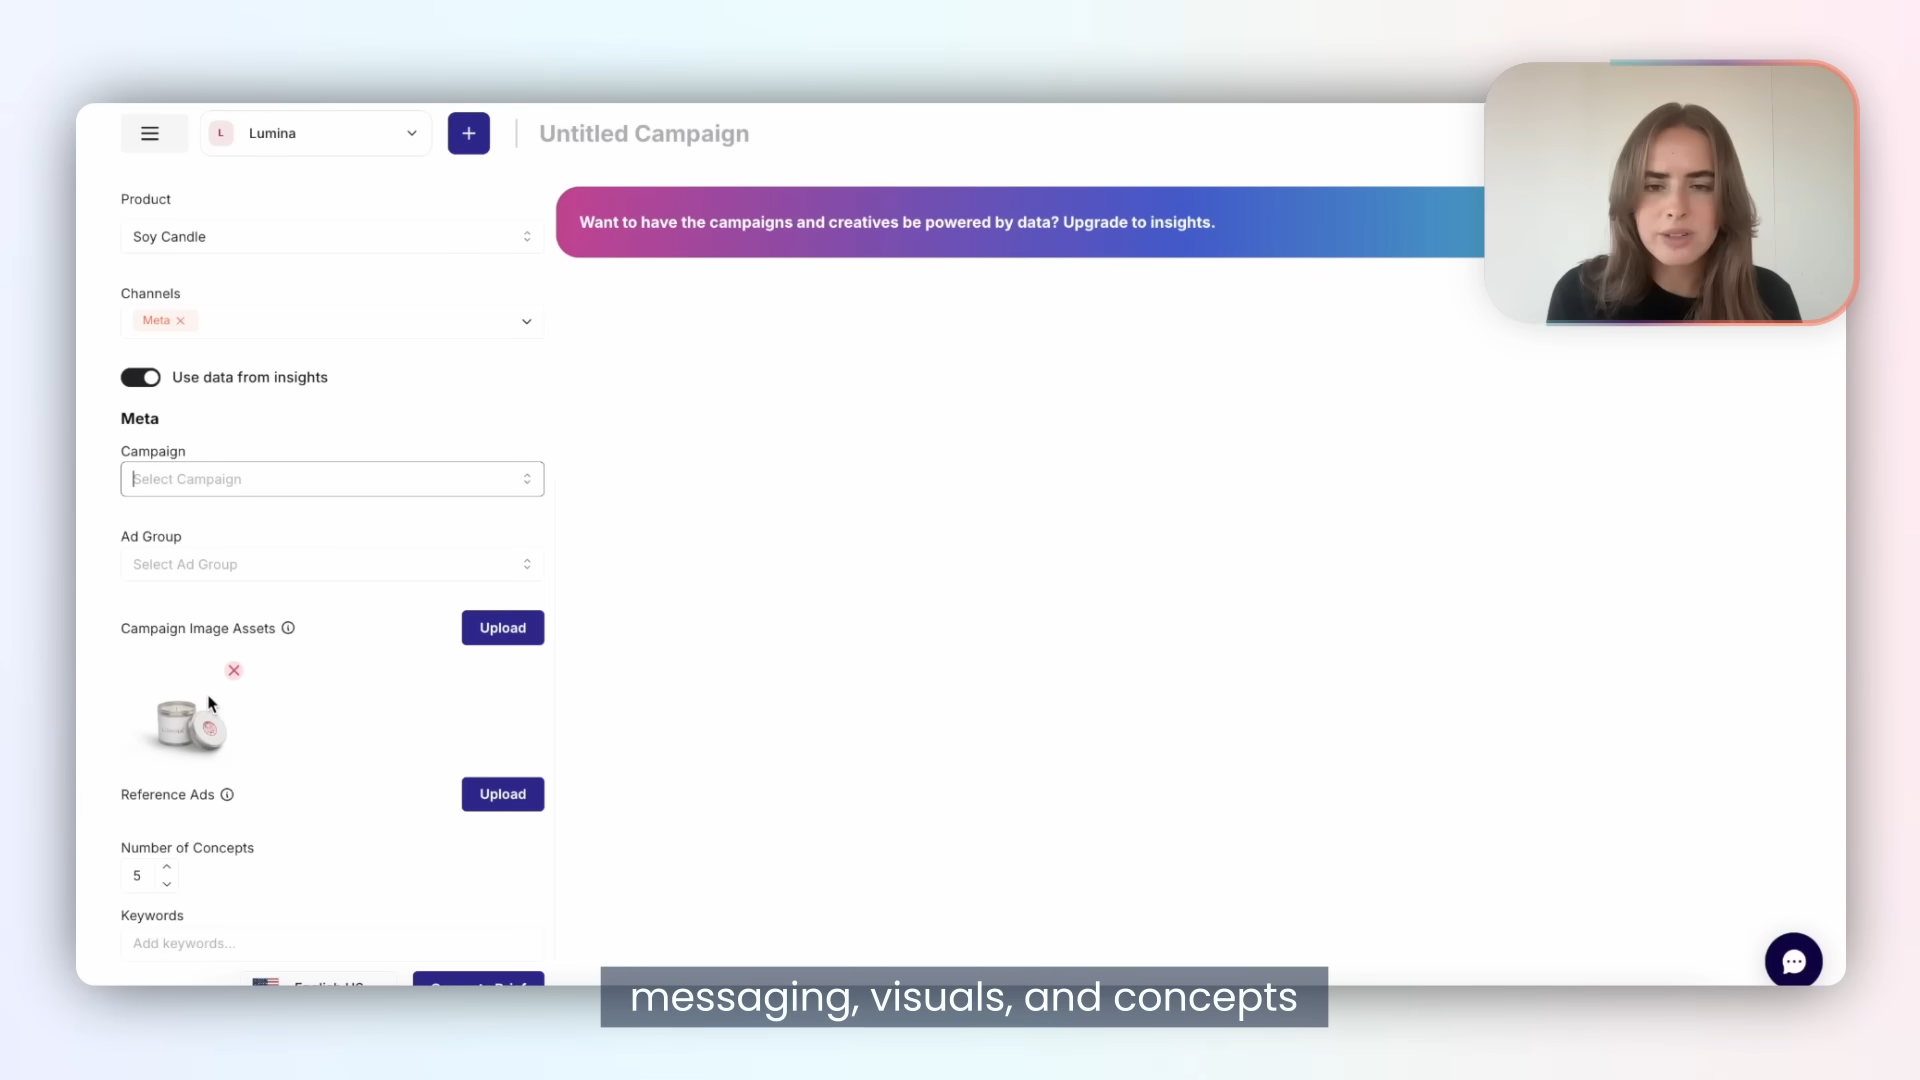 L Lumina + Untitled Campaign
Product
Soy Candle
Want to have the campaigns and creatives be powered by data? Upgrade to insights.
Channels
Meta
Use data from insights
Meta
Campaign
Select Campaign
Ad Group
Select Ad Group
Campaign Image Assets
Upload
Reference Ads
Upload
Number of Concepts
5
Keywords
Add keywords...
messaging, visuals, and concepts